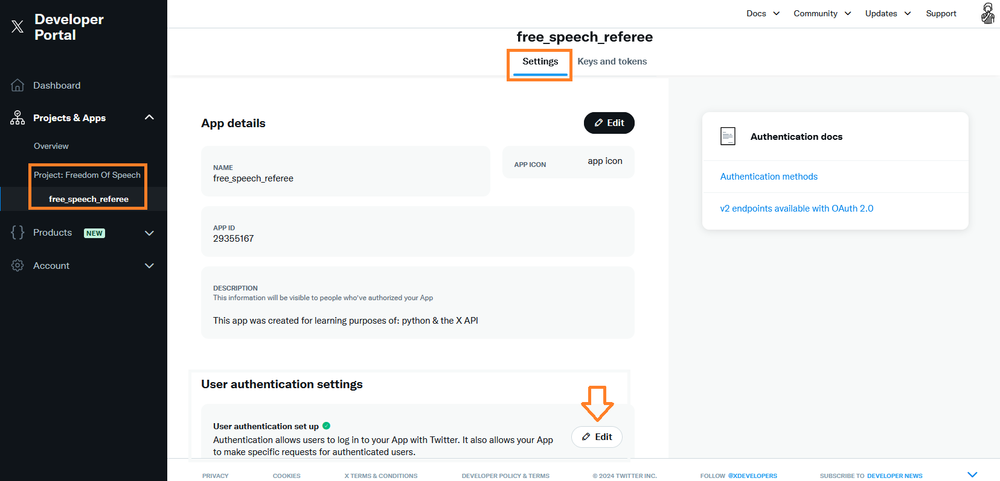 Developer
Portal
Docs
Community
Updates
Support
free_speech_referee
Settings
Keys and tokens
Dashboard
Projects & Apps
Overview
Project: Freedom Of Speech
free_speech_referee
Products
NEW
Account
App details
Edit
NAME
free_speech_referee
APP ICON
app icon
APP ID
29355167
DESCRIPTION
This information will be visible to people who've authorized your App
This app was created for learning purposes of: python & the X API
User authentication settings
User authentication set up
Authentication allows users to log in to your App with Twitter. It also allows your App
to make specific requests for authenticated users.
Edit
Authentication docs
Authentication methods
v2 endpoints available with OAuth 2.0
PRIVACY
COOKIES
X TERMS & CONDITIONS
DEVELOPER POLICY & TERMS
© 2024 TWITTER INC.
FOLLOW @XDEVELOPERS
SUBSCRIBE TO DEVELOPER NEWS